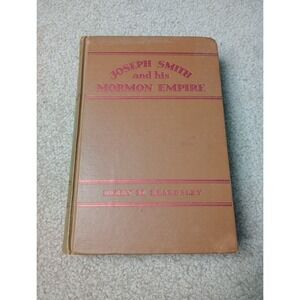 JOSEPH SMITH
and his
MORMON EMPIRE
HARRY M. BEARDSLEY